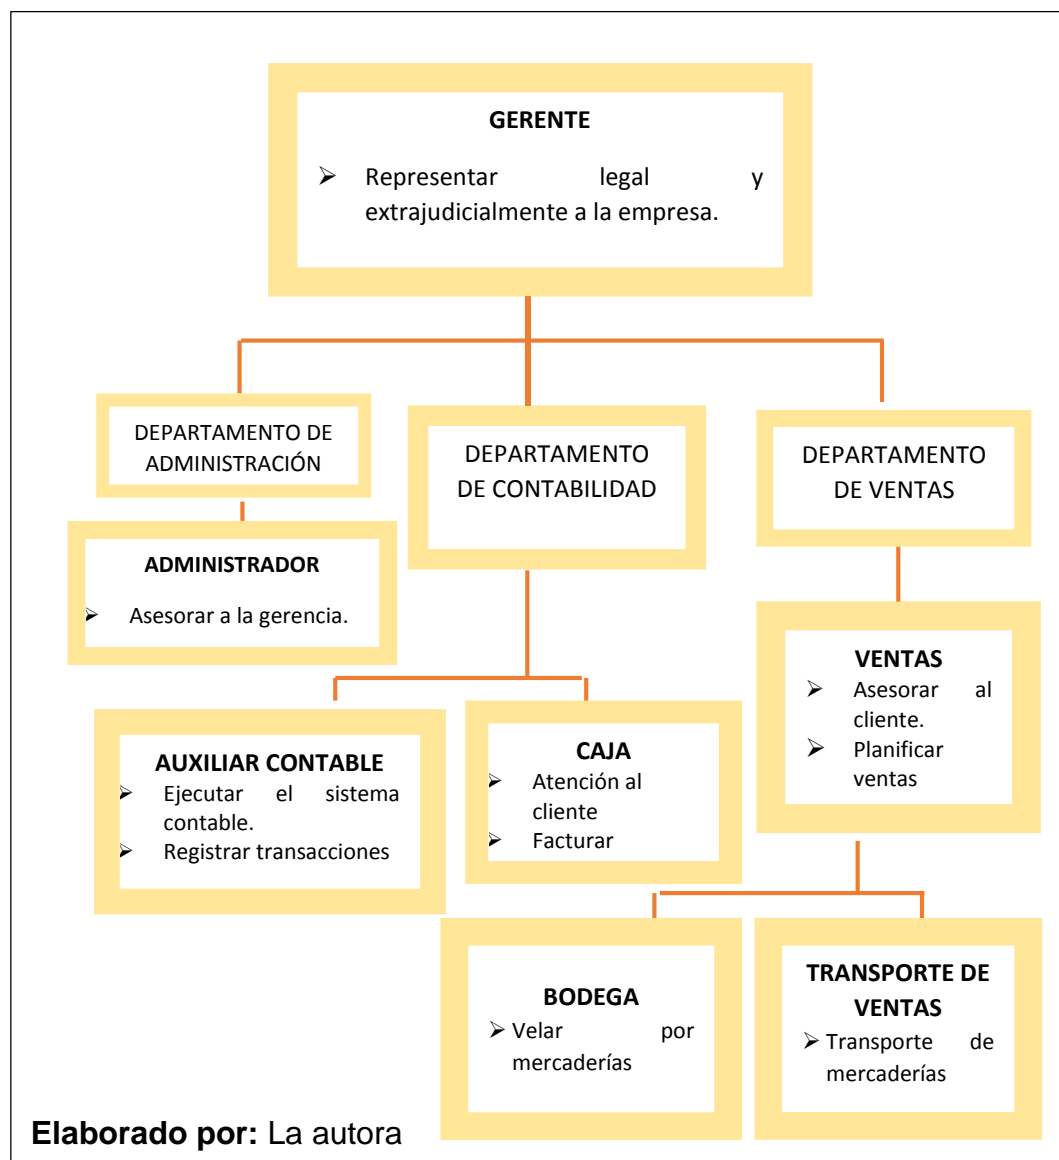 GERENTE
➢ Representar legal y
extrajudicialmente a la empresa.
DEPARTAMENTO DE
ADMINISTRACIÓN
DEPARTAMENTO
DE CONTABILIDAD
DEPARTAMENTO
DE VENTAS
ADMINISTRADOR
➢ Asesorar a la gerencia.
VENTAS
➢ Asesorar al
cliente.
➢ Planificar
ventas
AUXILIAR CONTABLE
➢ Ejecutar el sistema
contable.
➢ Registrar transacciones
CAJA
➢ Atención al
cliente
➢ Facturar
BODEGA
➢ Velar por
mercaderías
TRANSPORTE DE
VENTAS
➢ Transporte de
mercaderías
Elaborado por: La autora